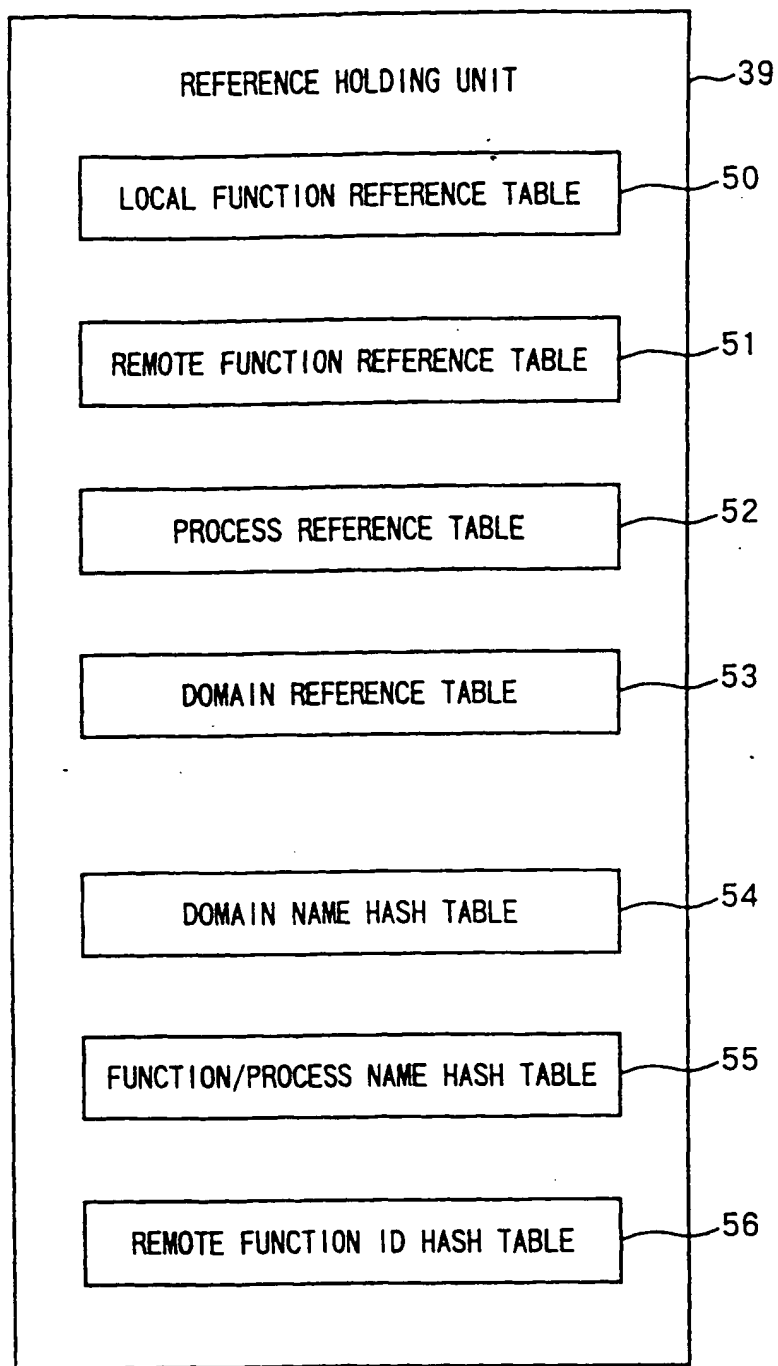 REFERENCE HOLDING UNIT
39
LOCAL FUNCTION REFERENCE TABLE
50
REMOTE FUNCTION REFERENCE TABLE
51
PROCESS REFERENCE TABLE
52
DOMAIN REFERENCE TABLE
53
DOMAIN NAME HASH TABLE
54
FUNCTION/PROCESS NAME HASH TABLE
55
REMOTE FUNCTION ID HASH TABLE
56